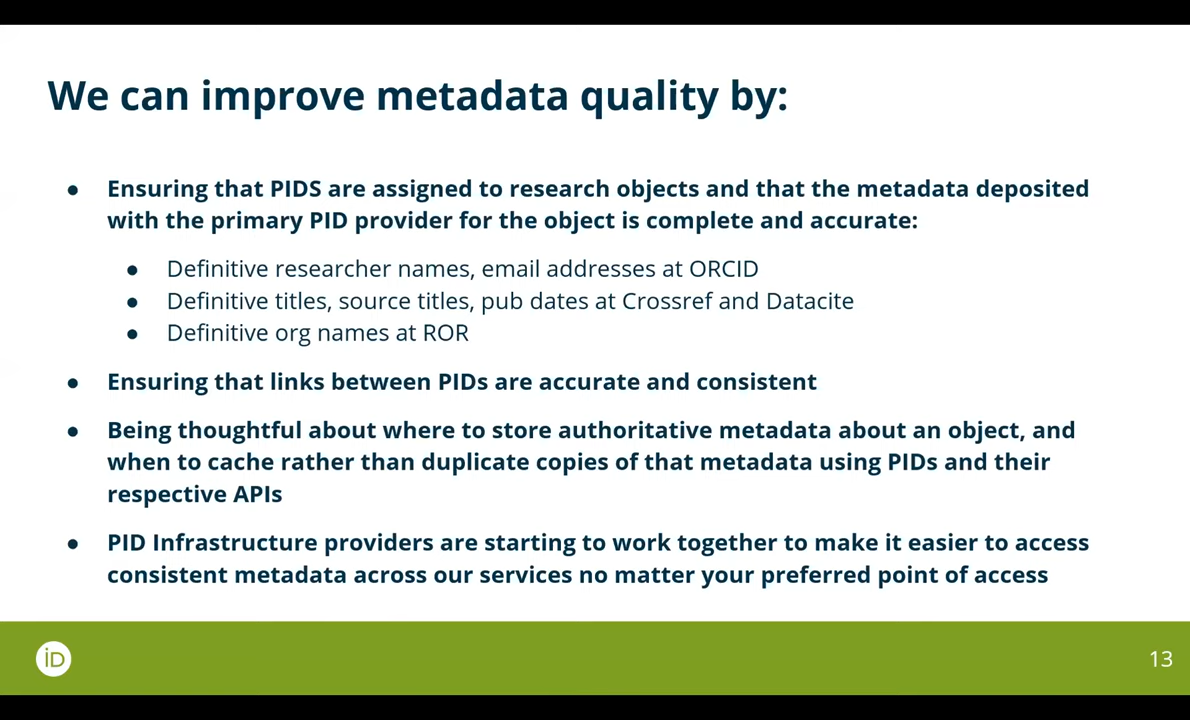 We can improve metadata quality by:
● Ensuring that PIDS are assigned to research objects and that the metadata deposited
with the primary PID provider for the object is complete and accurate:
● Definitive researcher names, email addresses at ORCID
● Definitive titles, source titles, pub dates at Crossref and Datacite
● Definitive org names at ROR
● Ensuring that links between PIDs are accurate and consistent
● Being thoughtful about where to store authoritative metadata about an object, and
when to cache rather than duplicate copies of that metadata using PIDs and their
respective APIs
● PID Infrastructure providers are starting to work together to make it easier to access
consistent metadata across our services no matter your preferred point of access
iD
13